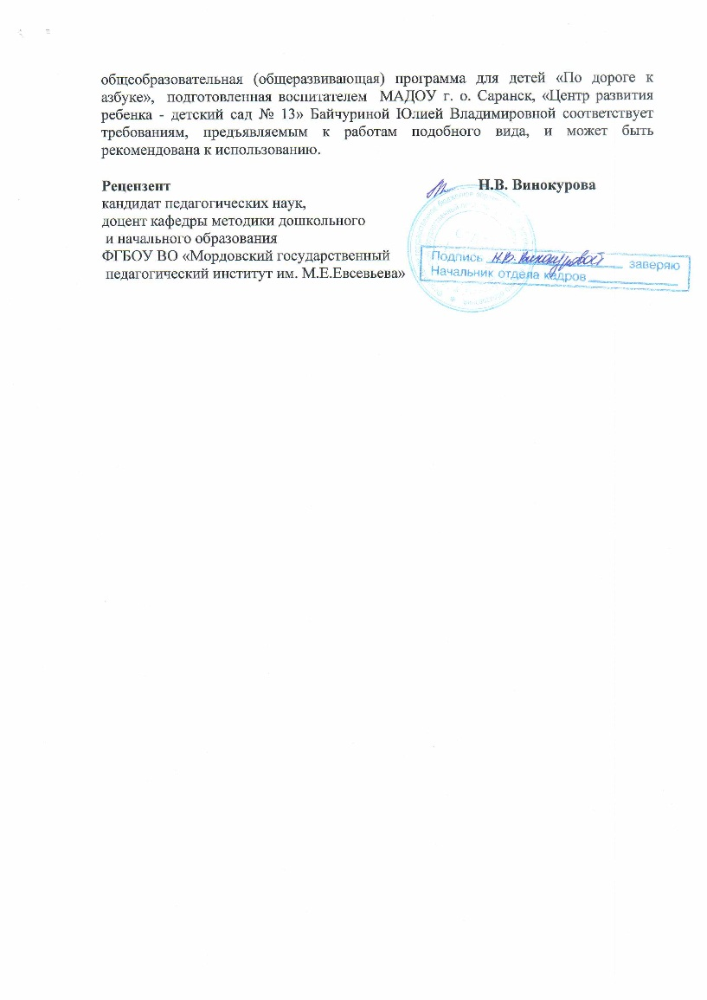 общеобразовательная (общеразвивающая) программа для детей «По дороге к
азбуке», подготовленная воспитателем МАДОУ г. о. Саранск, «Центр развития
ребенка - детский сад № 13» Байчуриной Юлией Владимировной соответствует
требованиям, предъявляемым к работам подобного вида, и может быть
рекомендована к использованию.
Рецензент Н.В. Винокурова
кандидат педагогических наук,
доцент кафедры методики дошкольного
и начального образования
ФГБОУ ВО «Мордовский государственный
педагогический институт им. М.Е.Евсевьева»
Подпись Н.В. Винокуровой заверяю
Начальник отдела кадров